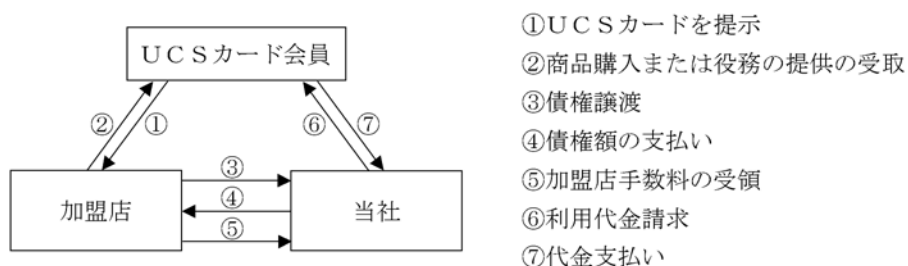 UCSカード会員
②
①
⑥
⑦
加盟店
③
④
⑤
当社
①UCSカードを提示
②商品購入または役務の提供の受取
③債権譲渡
④債権額の支払い
⑤加盟店手数料の受領
⑥利用代金請求
⑦代金支払い